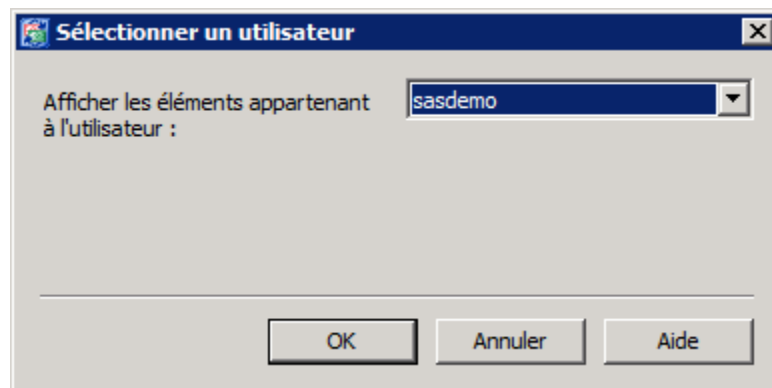 Sélectionner un utilisateur
Afficher les éléments appartenant
à l'utilisateur :
sasdemo
OK
Annuler
Aide